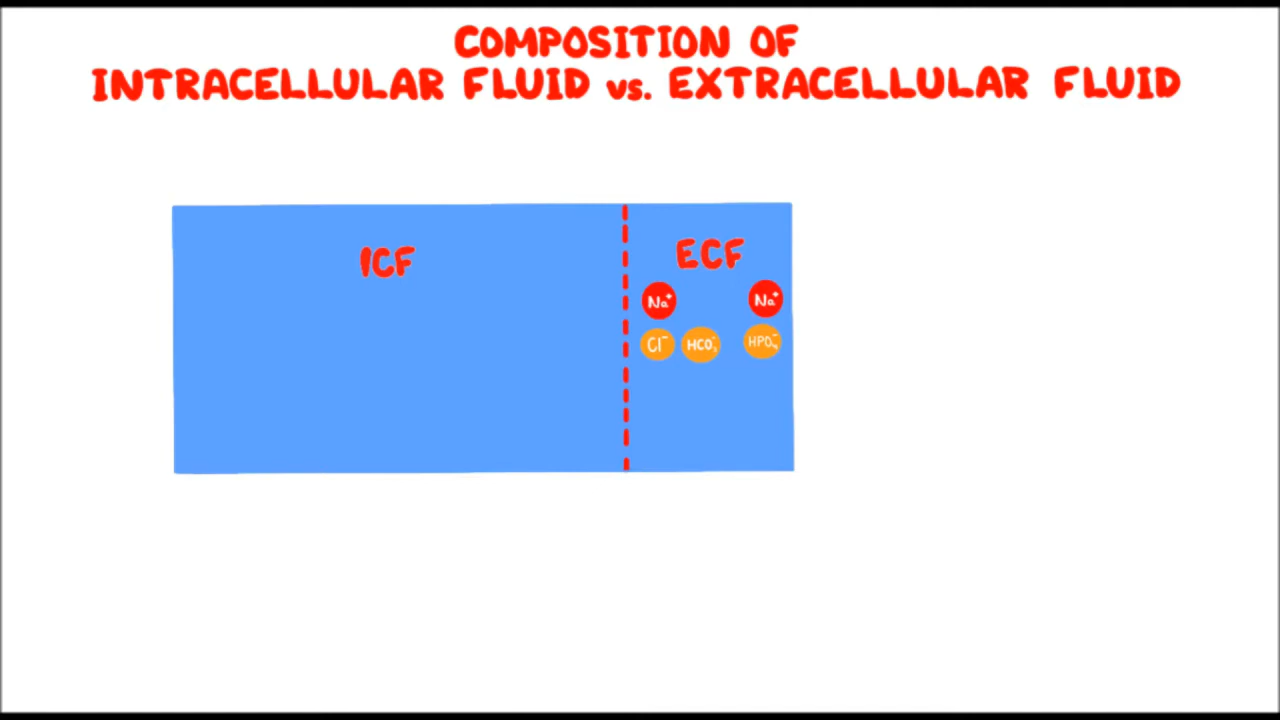 COMPOSITION OF
INTRACELLULAR FLUID vs. EXTRACELLULAR FLUID
ICF
ECF
Na⁺ Na⁺
Cl⁻ HCO₃⁻ HPO₄⁻